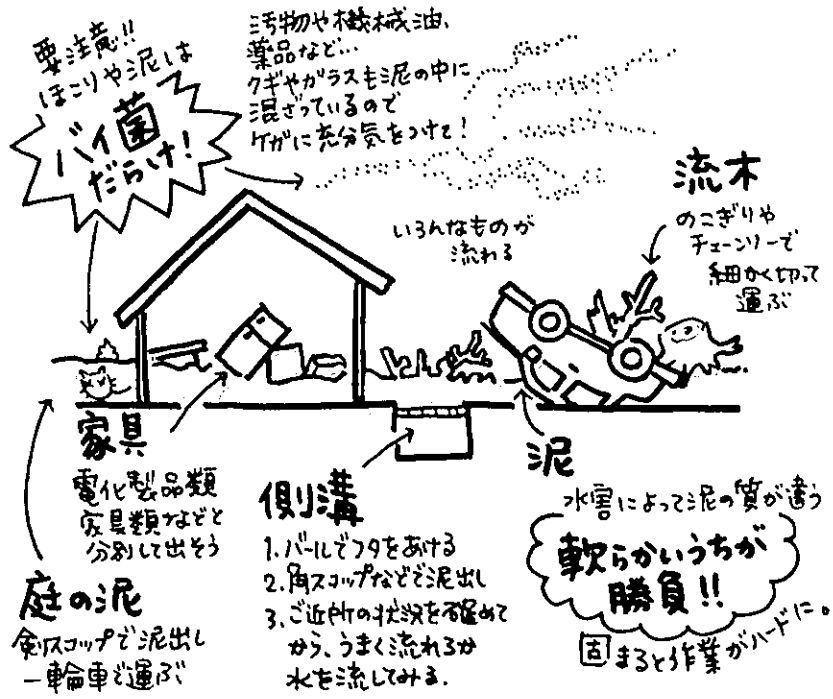 要注意!!
ほこりや泥は
バイ菌
だらけ!
汚物や機械油、
薬品など…
クギやガラスも泥の中に
混ざっているので
ケガに充分気をつけて!
いろんなものが
流れる
流木
のこぎりや
チェーンソーで
細かく切って
運ぶ
家具
電化製品類
家具類などと
分別して出そう
庭の泥
剣スコップで泥出し
一輪車で運ぶ
側溝
1.バールでフタをあける
2.角スコップなどで泥出し
3.ご近所の状況を確めて
から、うまく流れるか
水を流してみる.
泥
水害によって泥の質が違う
軟らかいうちが
勝負!!
固まると作業がハードに。